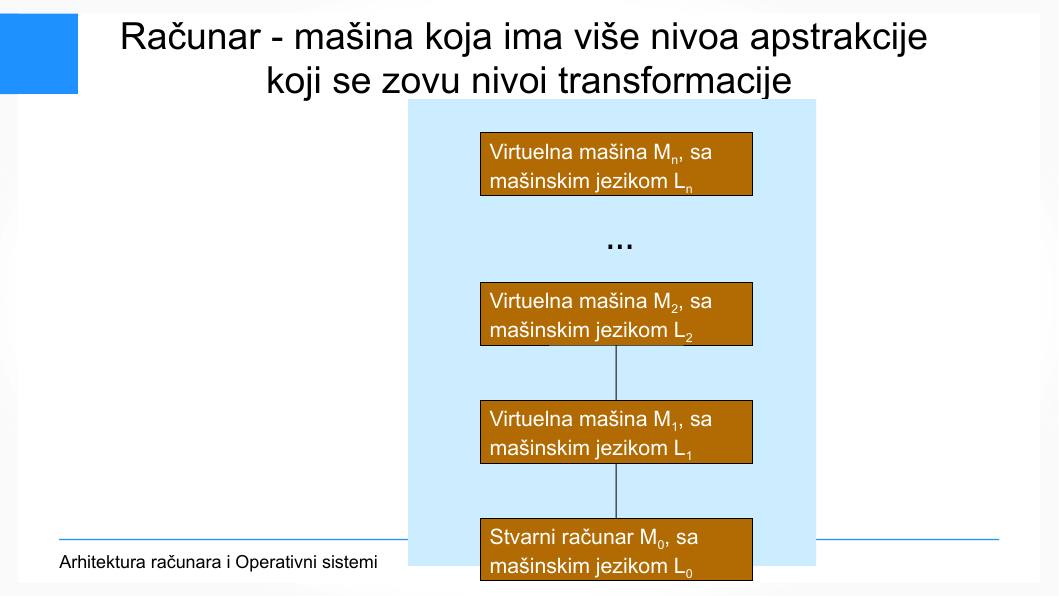 Računar - mašina koja ima više nivoa apstrakcije
koji se zovu nivoi transformacije
Virtuelna mašina Mₙ, sa
mašinskim jezikom Lₙ
...
Virtuelna mašina M₂, sa
mašinskim jezikom L₂
Virtuelna mašina M₁, sa
mašinskim jezikom L₁
Stvarni računar M₀, sa
mašinskim jezikom L₀
Arhitektura računara i Operativni sistemi